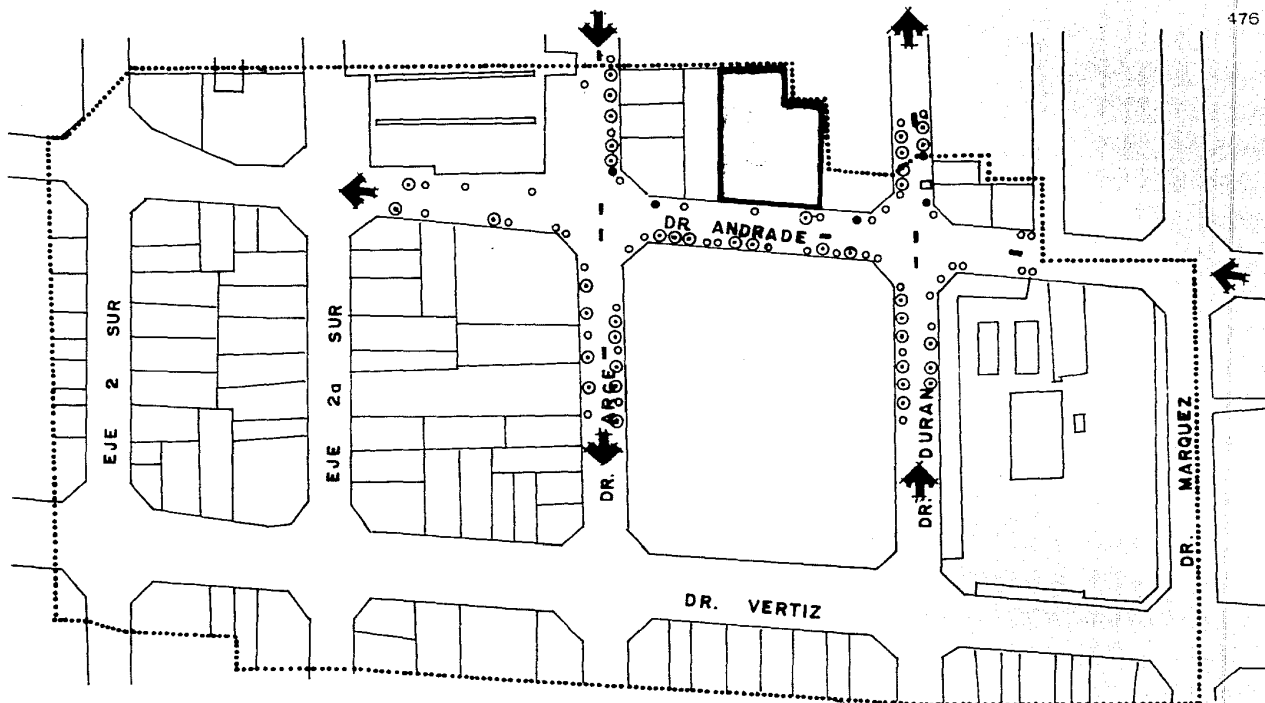 476
DR. ANDRADE
EJE 2 SUR
EJE 2a SUR
DR. ARCE
DR. DURAN
DR. MARQUEZ
DR. VERTIZ